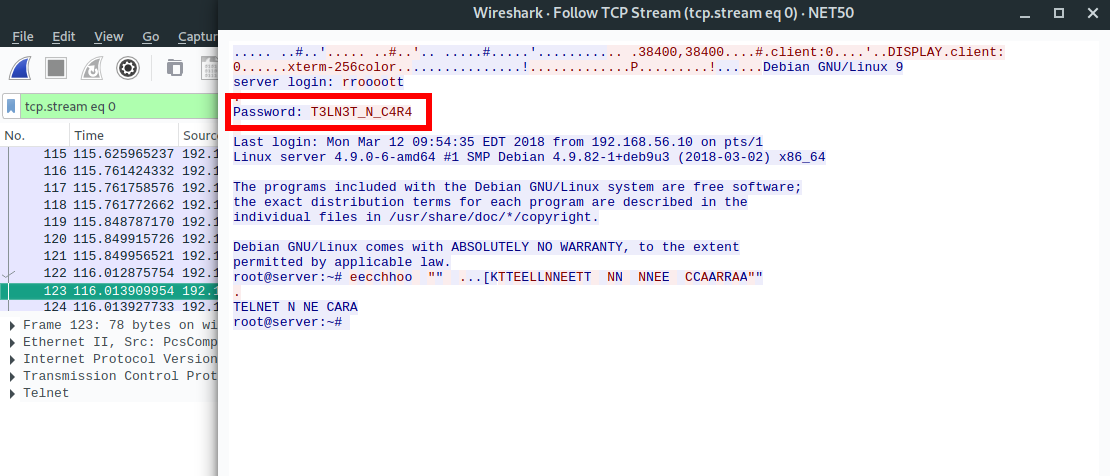 Wireshark · Follow TCP Stream (tcp.stream eq 0) · NET50
File Edit View Go Captur
tcp.stream eq 0
No. Time Source
115 115.625965237 192.1
116 115.761424332 192.1
117 115.761758576 192.1
118 115.761772662 192.1
119 115.848787170 192.1
120 115.849915726 192.1
121 115.849956521 192.1
122 116.012875754 192.1
123 116.013909954 192.1
124 116.013927733 192.1
Frame 123: 78 bytes on wi
Ethernet II, Src: PcsComp
Internet Protocol Version
Transmission Control Prot
Telnet
..... ..#..'..... ..#..'.. .....#.....'........... .38400,38400....#.client:0....'..DISPLAY.client:
0......xterm-256color...............!............P.........!......Debian GNU/Linux 9
server login: rroooott
.
Password: T3LN3T_N_C4R4
Last login: Mon Mar 12 09:54:35 EDT 2018 from 192.168.56.10 on pts/1
Linux server 4.9.0-6-amd64 #1 SMP Debian 4.9.82-1+deb9u3 (2018-03-02) x86_64
The programs included with the Debian GNU/Linux system are free software;
the exact distribution terms for each program are described in the
individual files in /usr/share/doc/*/copyright.
Debian GNU/Linux comes with ABSOLUTELY NO WARRANTY, to the extent
permitted by applicable law.
root@server:~# eecchhoo  ""  ...[KTTEELLNNEETT  NN  NNEE  CCAARRAA""
.
TELNET N NE CARA
root@server:~#